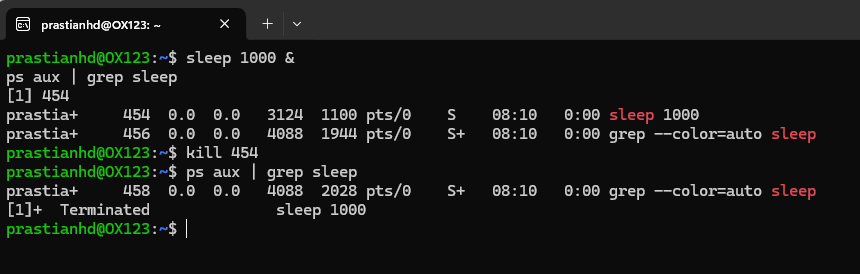 prastianhd@OX123: ~
prastianhd@OX123:~$ sleep 1000 &
ps aux | grep sleep
[1] 454
prastia+     454  0.0  0.0   3124  1100 pts/0    S    08:10   0:00 sleep 1000
prastia+     456  0.0  0.0   4088  1944 pts/0    S+   08:10   0:00 grep --color=auto sleep
prastianhd@OX123:~$ kill 454
prastianhd@OX123:~$ ps aux | grep sleep
prastia+     458  0.0  0.0   4088  2028 pts/0    S+   08:10   0:00 grep --color=auto sleep
[1]+  Terminated              sleep 1000
prastianhd@OX123:~$